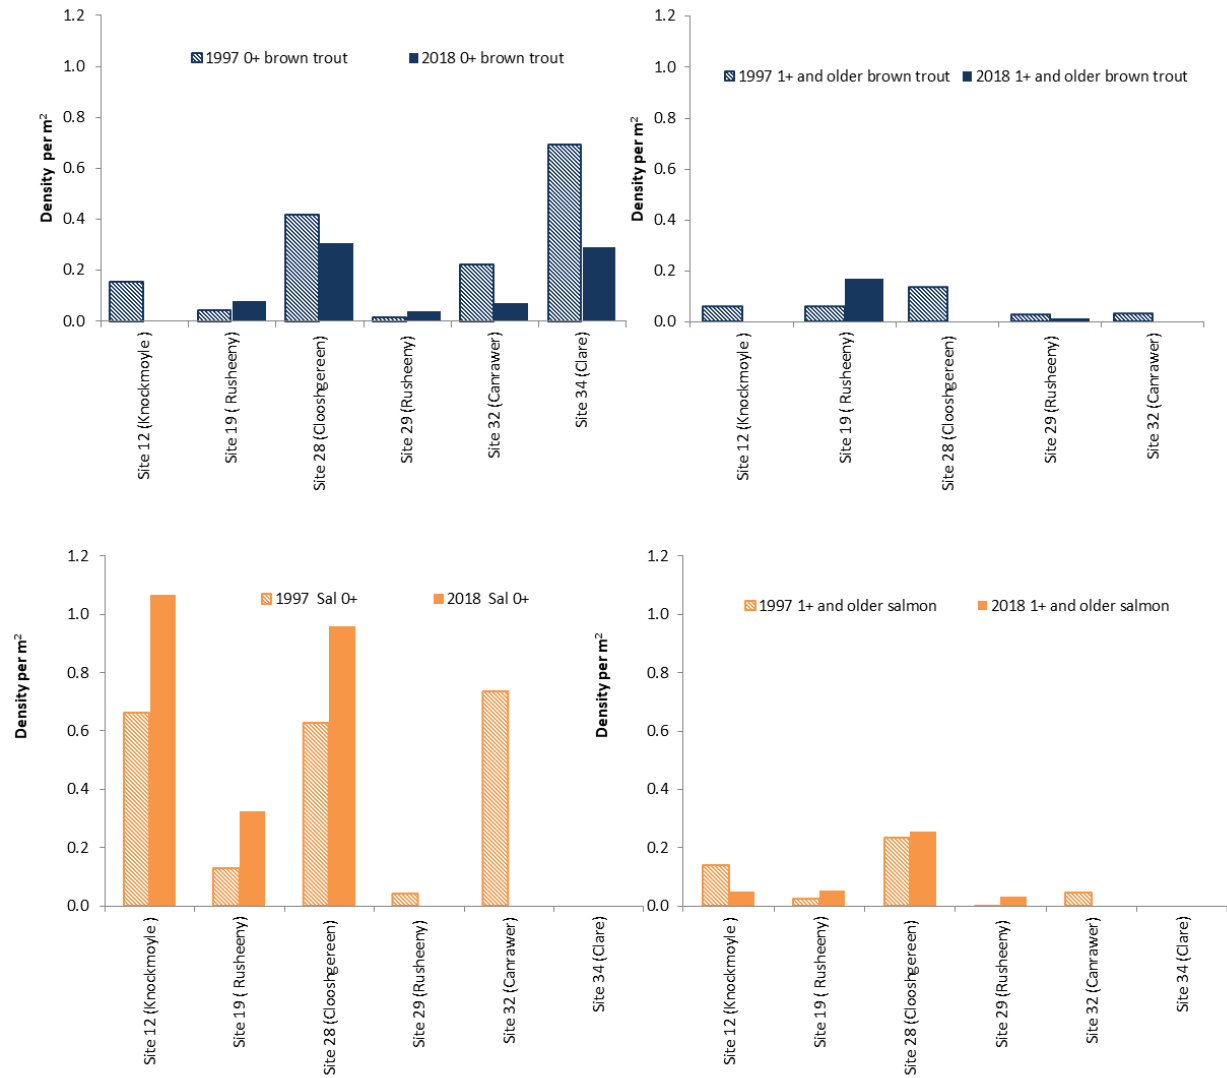 1.2
1.0
0.8
0.6
0.4
0.2
0.0
Density per m²
1997 0+ brown trout
2018 0+ brown trout
Site 12 (Knockmoyle )
Site 19 ( Rusheeny)
Site 28 (Clooshgereen)
Site 29 (Rusheeny)
Site 32 (Canrawer)
Site 34 (Clare)
1.2
1.0
0.8
0.6
0.4
0.2
0.0
Density per m²
1997 1+ and older brown trout
2018 1+ and older brown trout
Site 12 (Knockmoyle )
Site 19 ( Rusheeny)
Site 28 (Clooshgereen)
Site 29 (Rusheeny)
Site 32 (Canrawer)
1.2
1.0
0.8
0.6
0.4
0.2
0.0
Density per m²
1997 Sal 0+
2018 Sal 0+
Site 12 (Knockmoyle )
Site 19 ( Rusheeny)
Site 28 (Clooshgereen)
Site 29 (Rusheeny)
Site 32 (Canrawer)
Site 34 (Clare)
1.2
1.0
0.8
0.6
0.4
0.2
0.0
Density per m²
1997 1+ and older salmon
2018 1+ and older salmon
Site 12 (Knockmoyle )
Site 19 ( Rusheeny)
Site 28 (Clooshgereen)
Site 29 (Rusheeny)
Site 32 (Canrawer)
Site 34 (Clare)